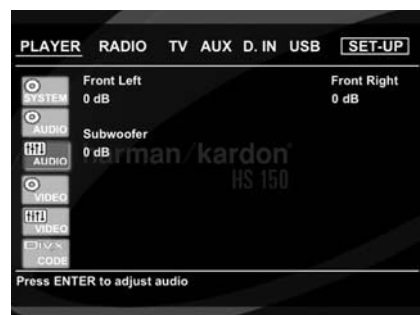 PLAYER RADIO TV AUX D. IN USB SET-UP
Front Left Front Right
0 dB 0 dB
SYSTEM
AUDIO
Subwoofer
0 dB
AUDIO
harman/kardon
HS 150
VIDEO
VIDEO
DIVX
CODE
Press ENTER to adjust audio